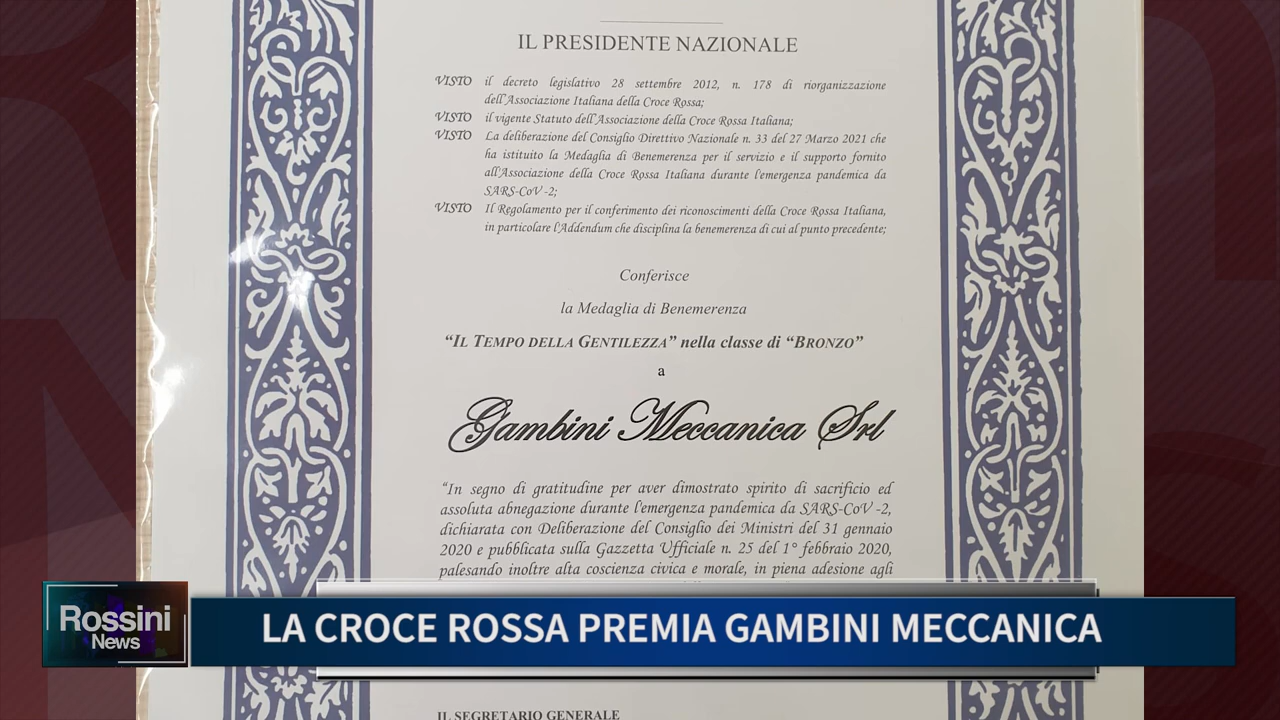 IL PRESIDENTE NAZIONALE
VISTO il decreto legislativo 28 settembre 2012, n. 178 di riorganizzazione
dell'Associazione Italiana della Croce Rossa;
VISTO il vigente Statuto dell'Associazione della Croce Rossa Italiana;
VISTO La deliberazione del Consiglio Direttivo Nazionale n. 33 del 27 Marzo 2021 che
ha istituito la Medaglia di Benemerenza per il servizio e il supporto fornito
all'Associazione della Croce Rossa Italiana durante l'emergenza pandemica da
SARS-CoV-2;
VISTO Il Regolamento per il conferimento dei riconoscimenti della Croce Rossa Italiana,
in particolare l'Addendum che disciplina la benemerenza di cui al punto precedente;
Conferisce
la Medaglia di Benemerenza
“IL TEMPO DELLA GENTILEZZA” nella classe di “BRONZO”
a
Gambini Meccanica Srl
“In segno di gratitudine per aver dimostrato spirito di sacrificio ed
assoluta abnegazione durante l'emergenza pandemica da SARS-CoV-2,
dichiarata con Deliberazione del Consiglio dei Ministri del 31 gennaio
2020 e pubblicata sulla Gazzetta Ufficiale n. 25 del 1° febbraio 2020,
palesando inoltre alta coscienza civica e morale, in piena adesione agli
Rossini
News
LA CROCE ROSSA PREMIA GAMBINI MECCANICA
IL SEGRETARIO GENERALE